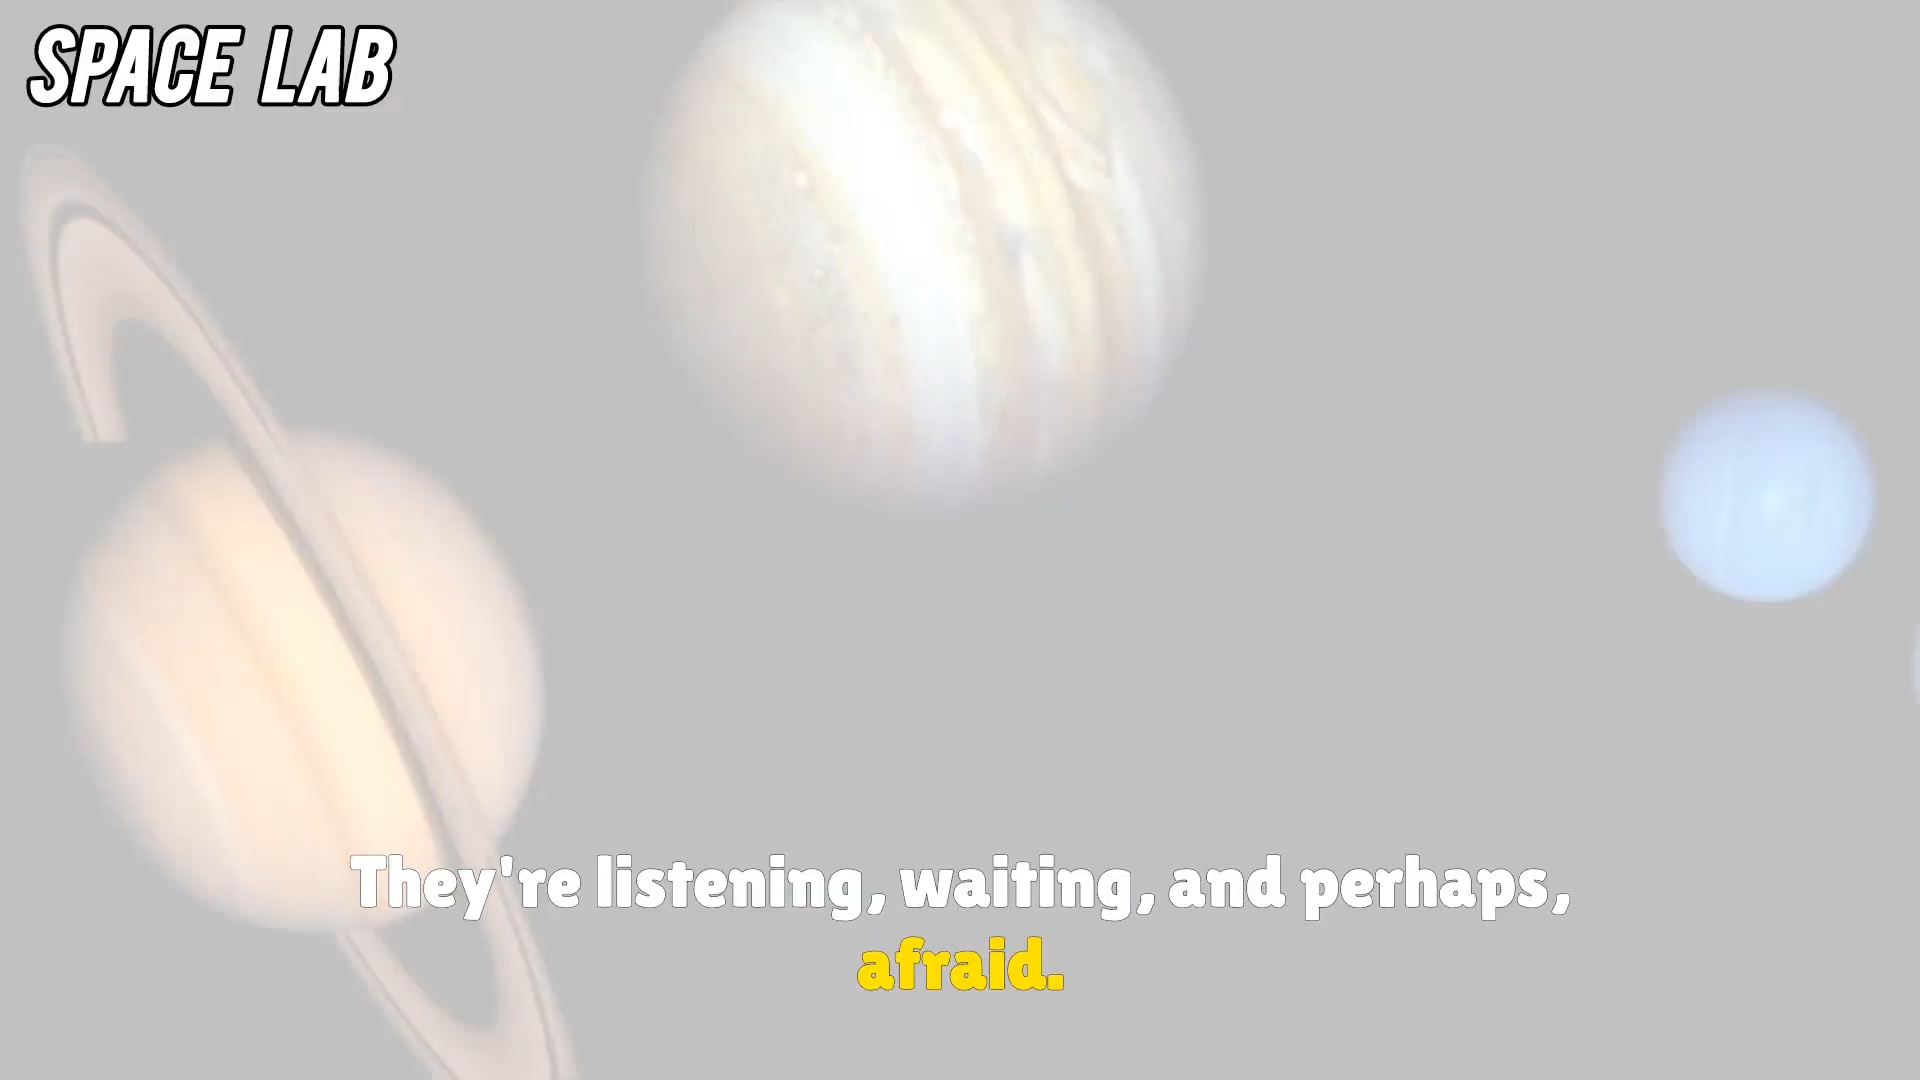 SPACE LAB
They're listening, waiting, and perhaps,
afraid.